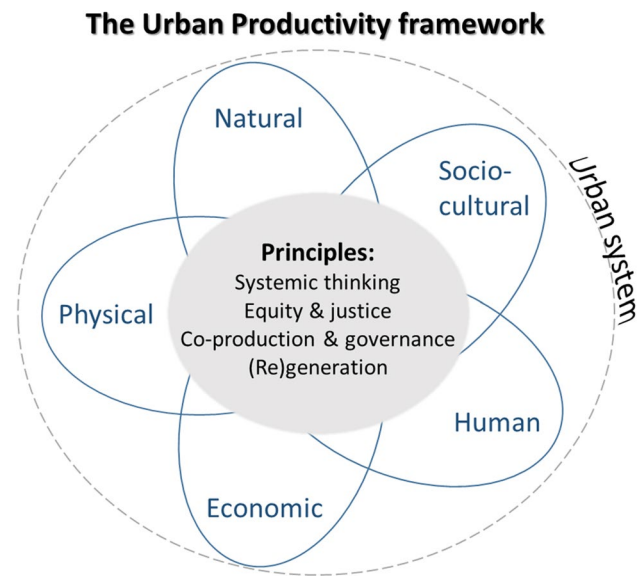 The Urban Productivity framework
Natural
Socio-
cultural
Urban system
Principles:
Systemic thinking
Equity & justice
Co-production & governance
(Re)generation
Physical
Human
Economic